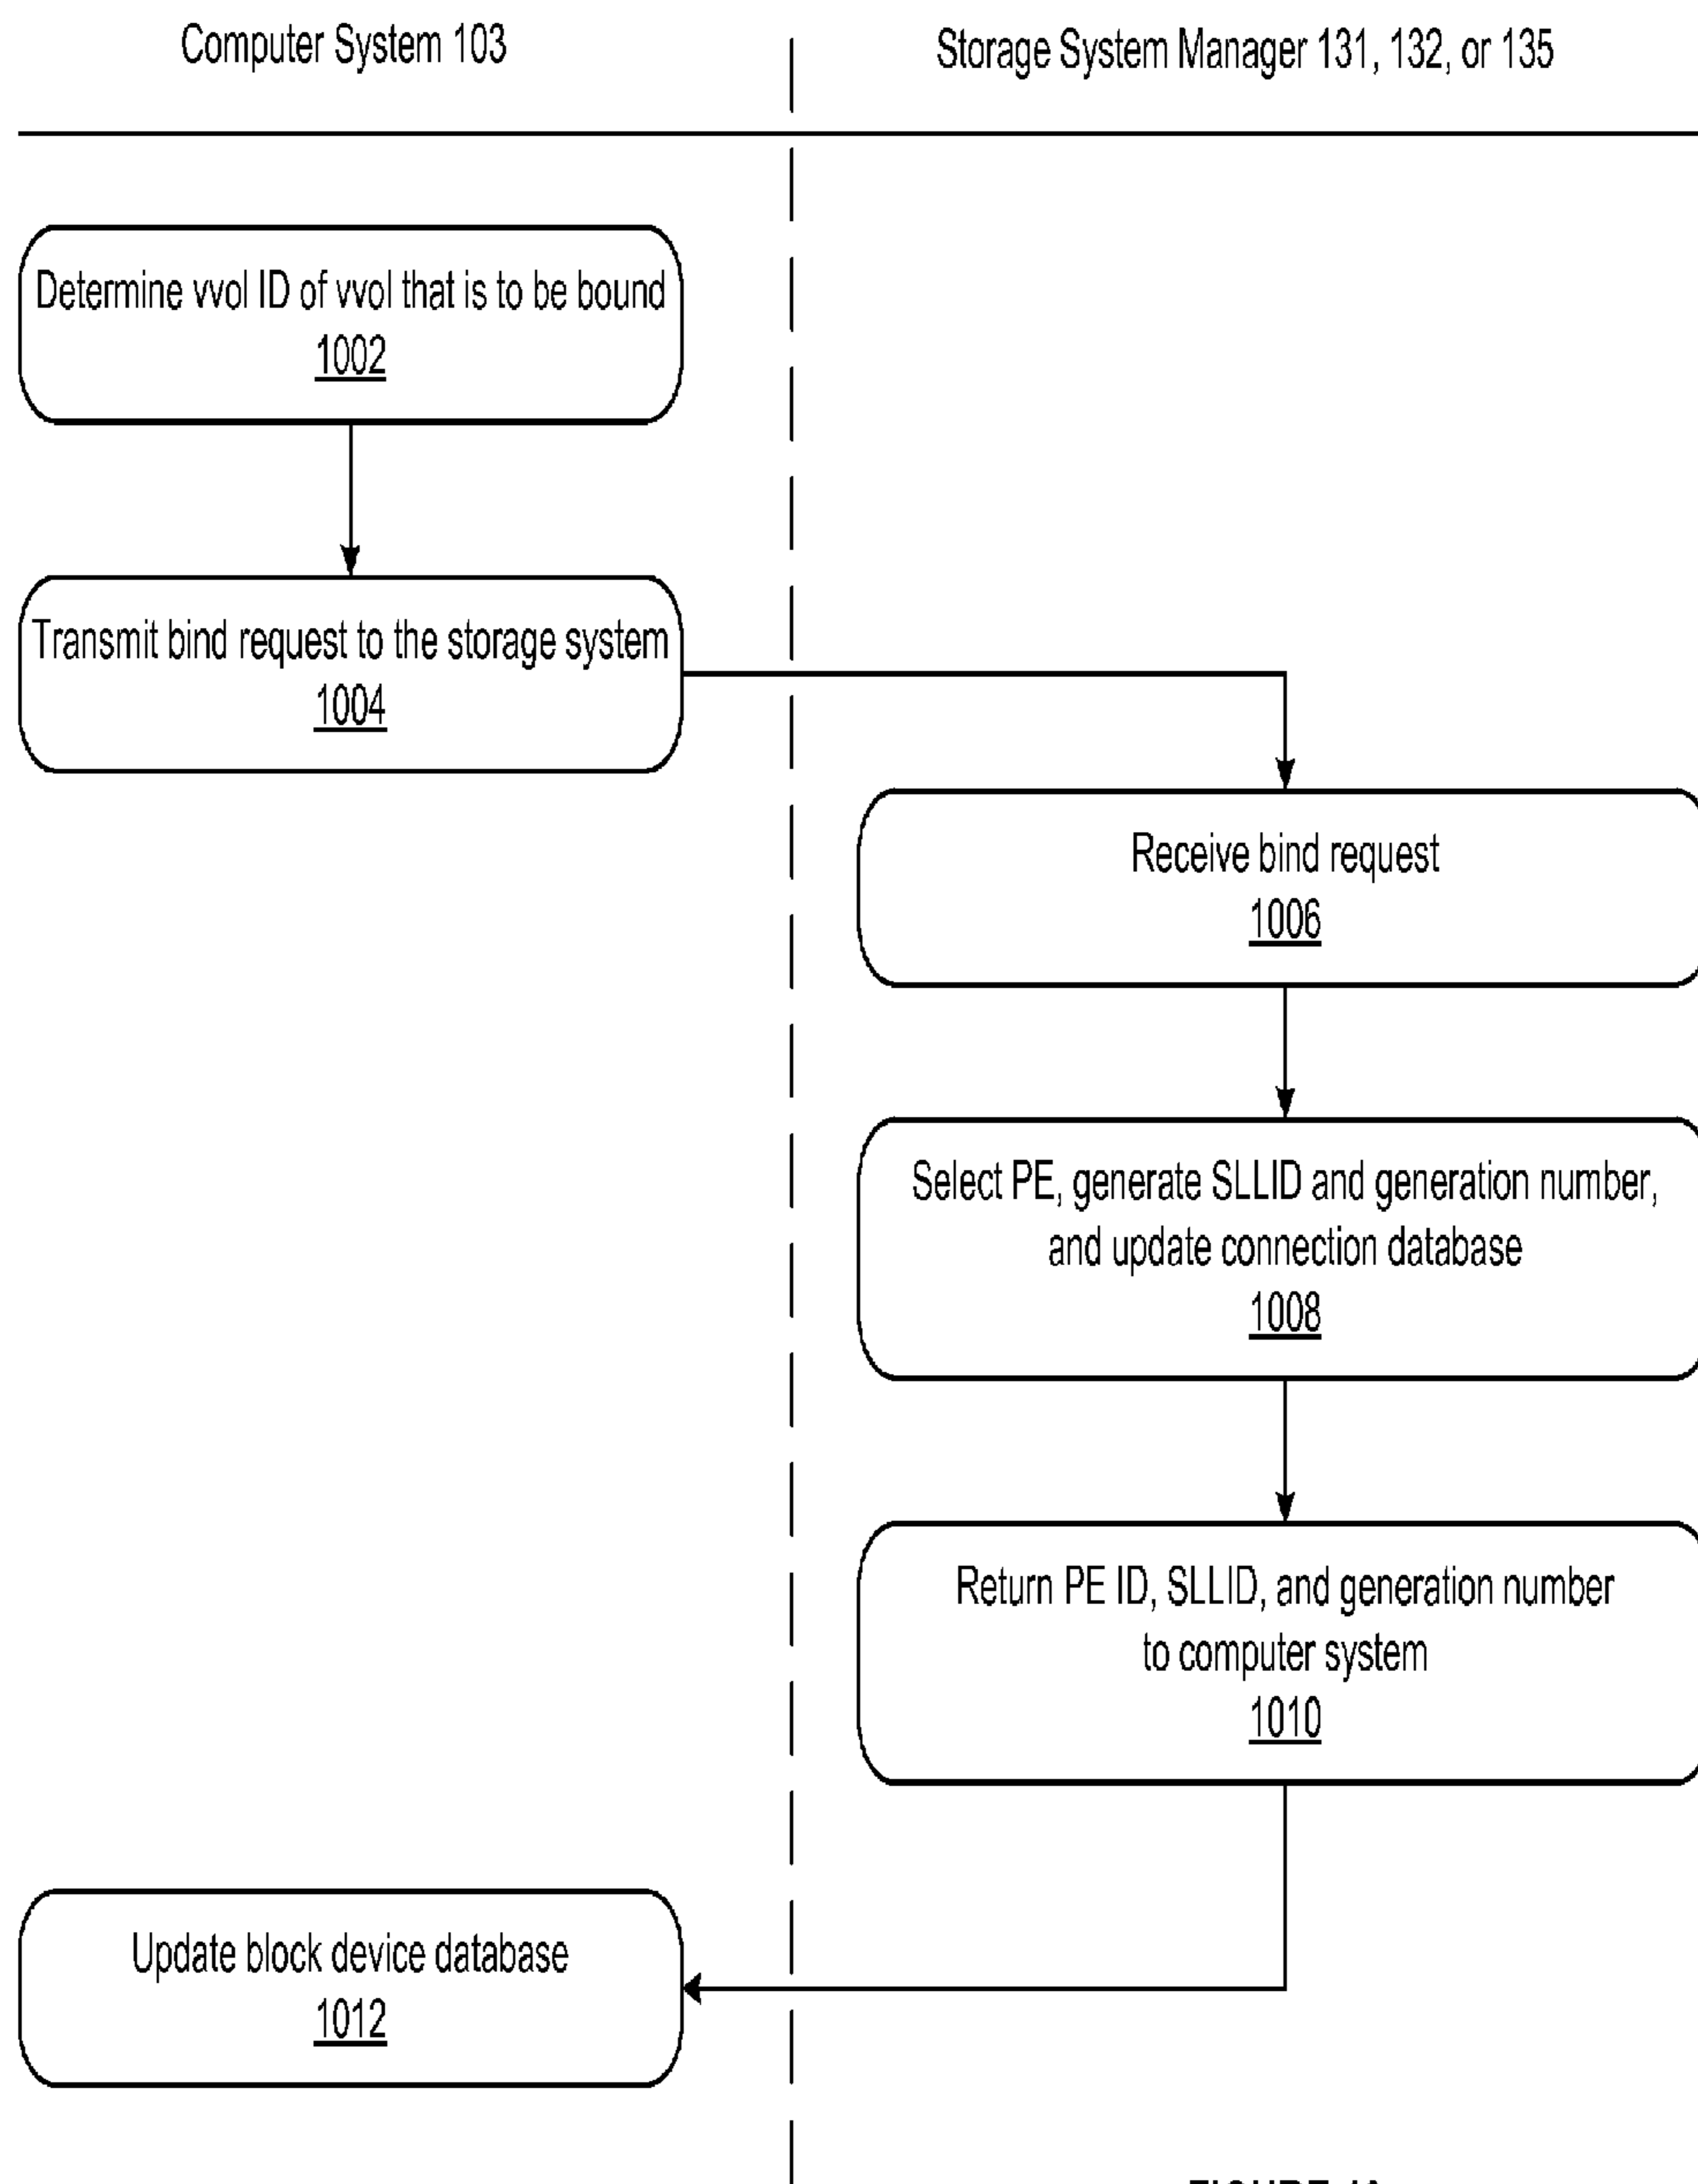 Computer System 103
Storage System Manager 131, 132, or 135
Determine vvol ID of vvol that is to be bound
1002
Transmit bind request to the storage system
1004
Receive bind request
1006
Select PE, generate SLLID and generation number,
and update connection database
1008
Return PE ID, SLLID, and generation number
to computer system
1010
Update block device database
1012